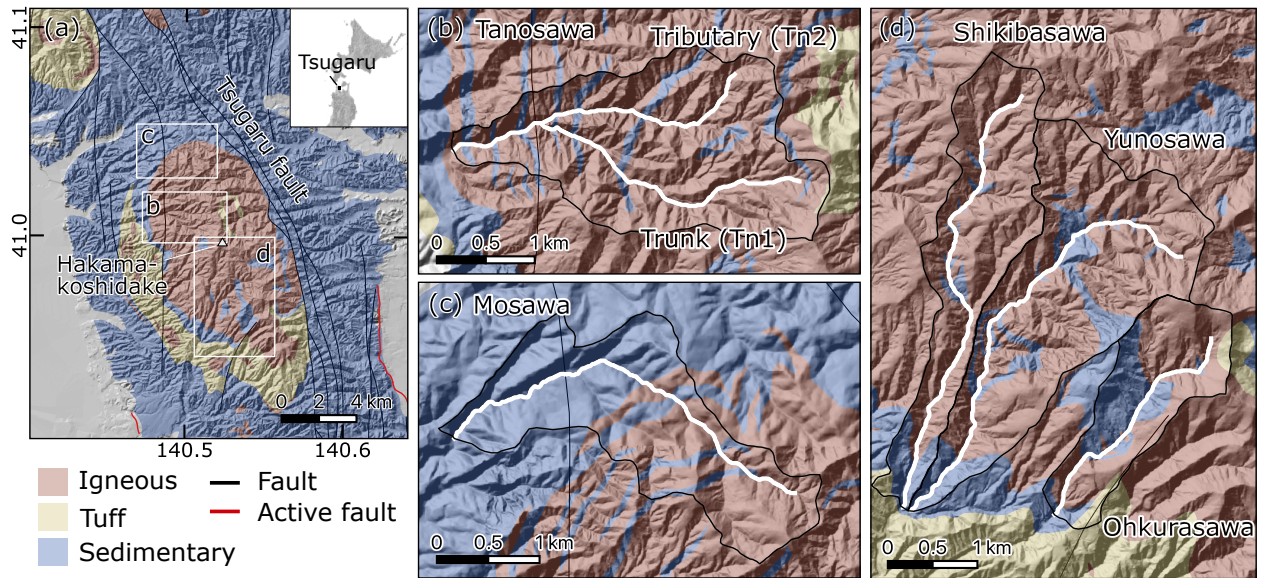 (a)
41.1
41.0
140.5
140.6
Tsugaru
Tsugaru fault
c
b
d
Hakama-
koshidake
0 2 4 km
Igneous
Tuff
Sedimentary
Fault
Active fault
(b) Tanosawa
Tributary (Tn2)
Trunk (Tn1)
0 0.5 1 km
(c) Mosawa
0 0.5 1 km
(d)
Shikibasawa
Yunosawa
Ohkurasawa
0 0.5 1 km